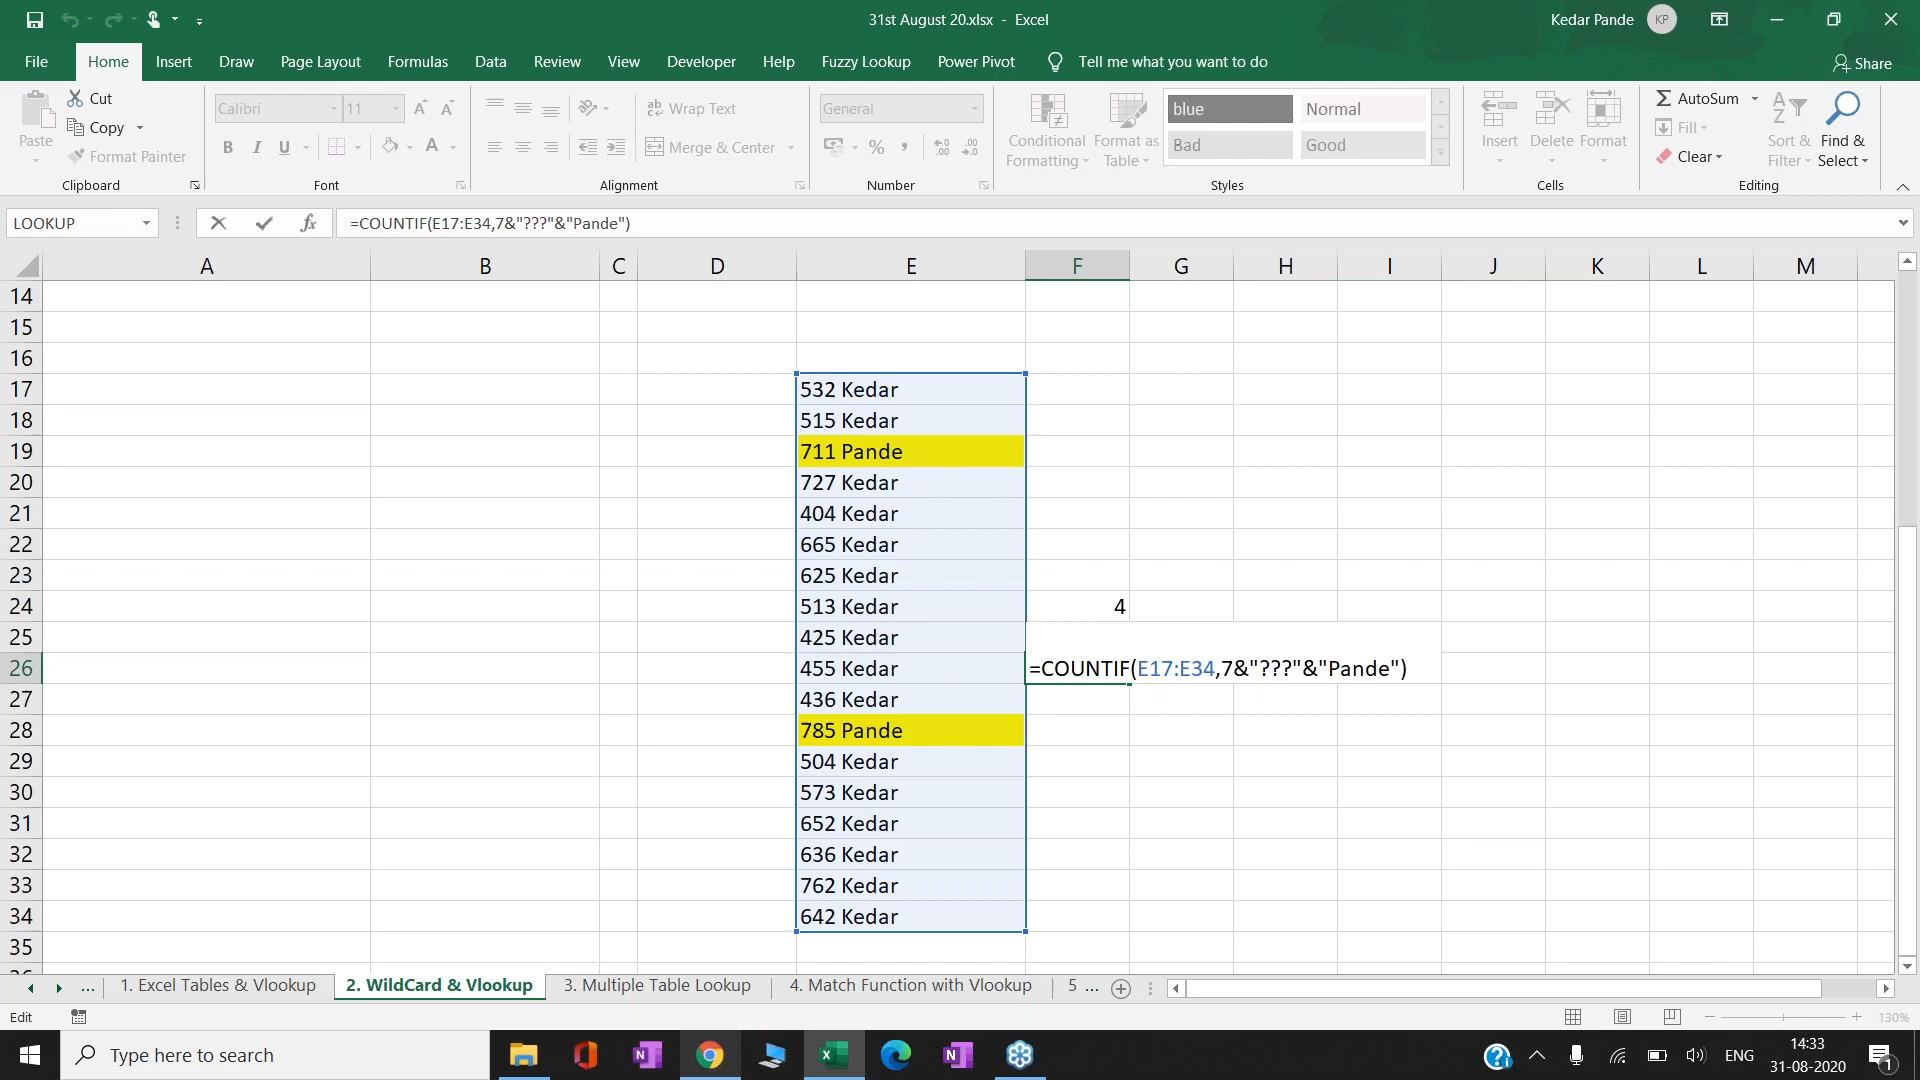 31st August 20.xlsx - Excel
Kedar Pande
KP
File
Home
Insert
Draw
Page Layout
Formulas
Data
Review
View
Developer
Help
Fuzzy Lookup
Power Pivot
Tell me what you want to do
Share
Paste
Cut
Copy
Format Painter
Clipboard
Calibri
11
B I U
Font
Wrap Text
Merge & Center
Alignment
General
%
Number
Conditional
Formatting
Format as
Table
blue
Normal
Bad
Good
Styles
Insert
Delete
Format
Cells
AutoSum
Fill
Clear
Sort &
Filter
Find &
Select
Editing
LOOKUP
fx
=COUNTIF(E17:E34,7&"???"&"Pande")
A B C D E F G H I J K L M
14
15
16
17 532 Kedar
18 515 Kedar
19 711 Pande
20 727 Kedar
21 404 Kedar
22 665 Kedar
23 625 Kedar
24 513 Kedar 4
25 425 Kedar
26 455 Kedar =COUNTIF(E17:E34,7&"???"&"Pande")
27 436 Kedar
28 785 Pande
29 504 Kedar
30 573 Kedar
31 652 Kedar
32 636 Kedar
33 762 Kedar
34 642 Kedar
35
... 1. Excel Tables & Vlookup
2. WildCard & Vlookup
3. Multiple Table Lookup
4. Match Function with Vlookup
5 ...
Edit
130%
Type here to search
ENG
14:33
31-08-2020
1